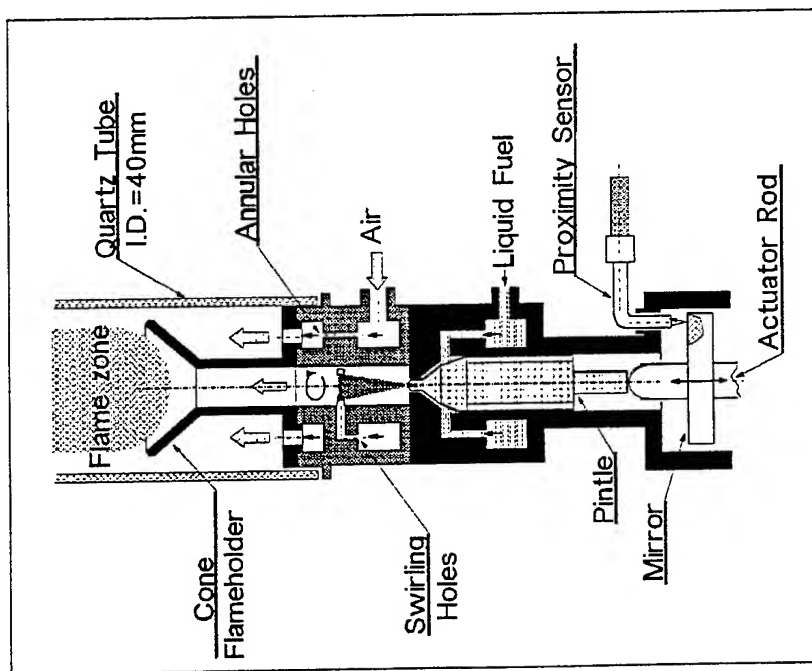 Quartz Tube
I.D.=40mm
Annular Holes
Air
Liquid Fuel
Proximity Sensor
Actuator Rod
Flame zone
Cone
Flameholder
Swirling
Holes
Pintle
Mirror